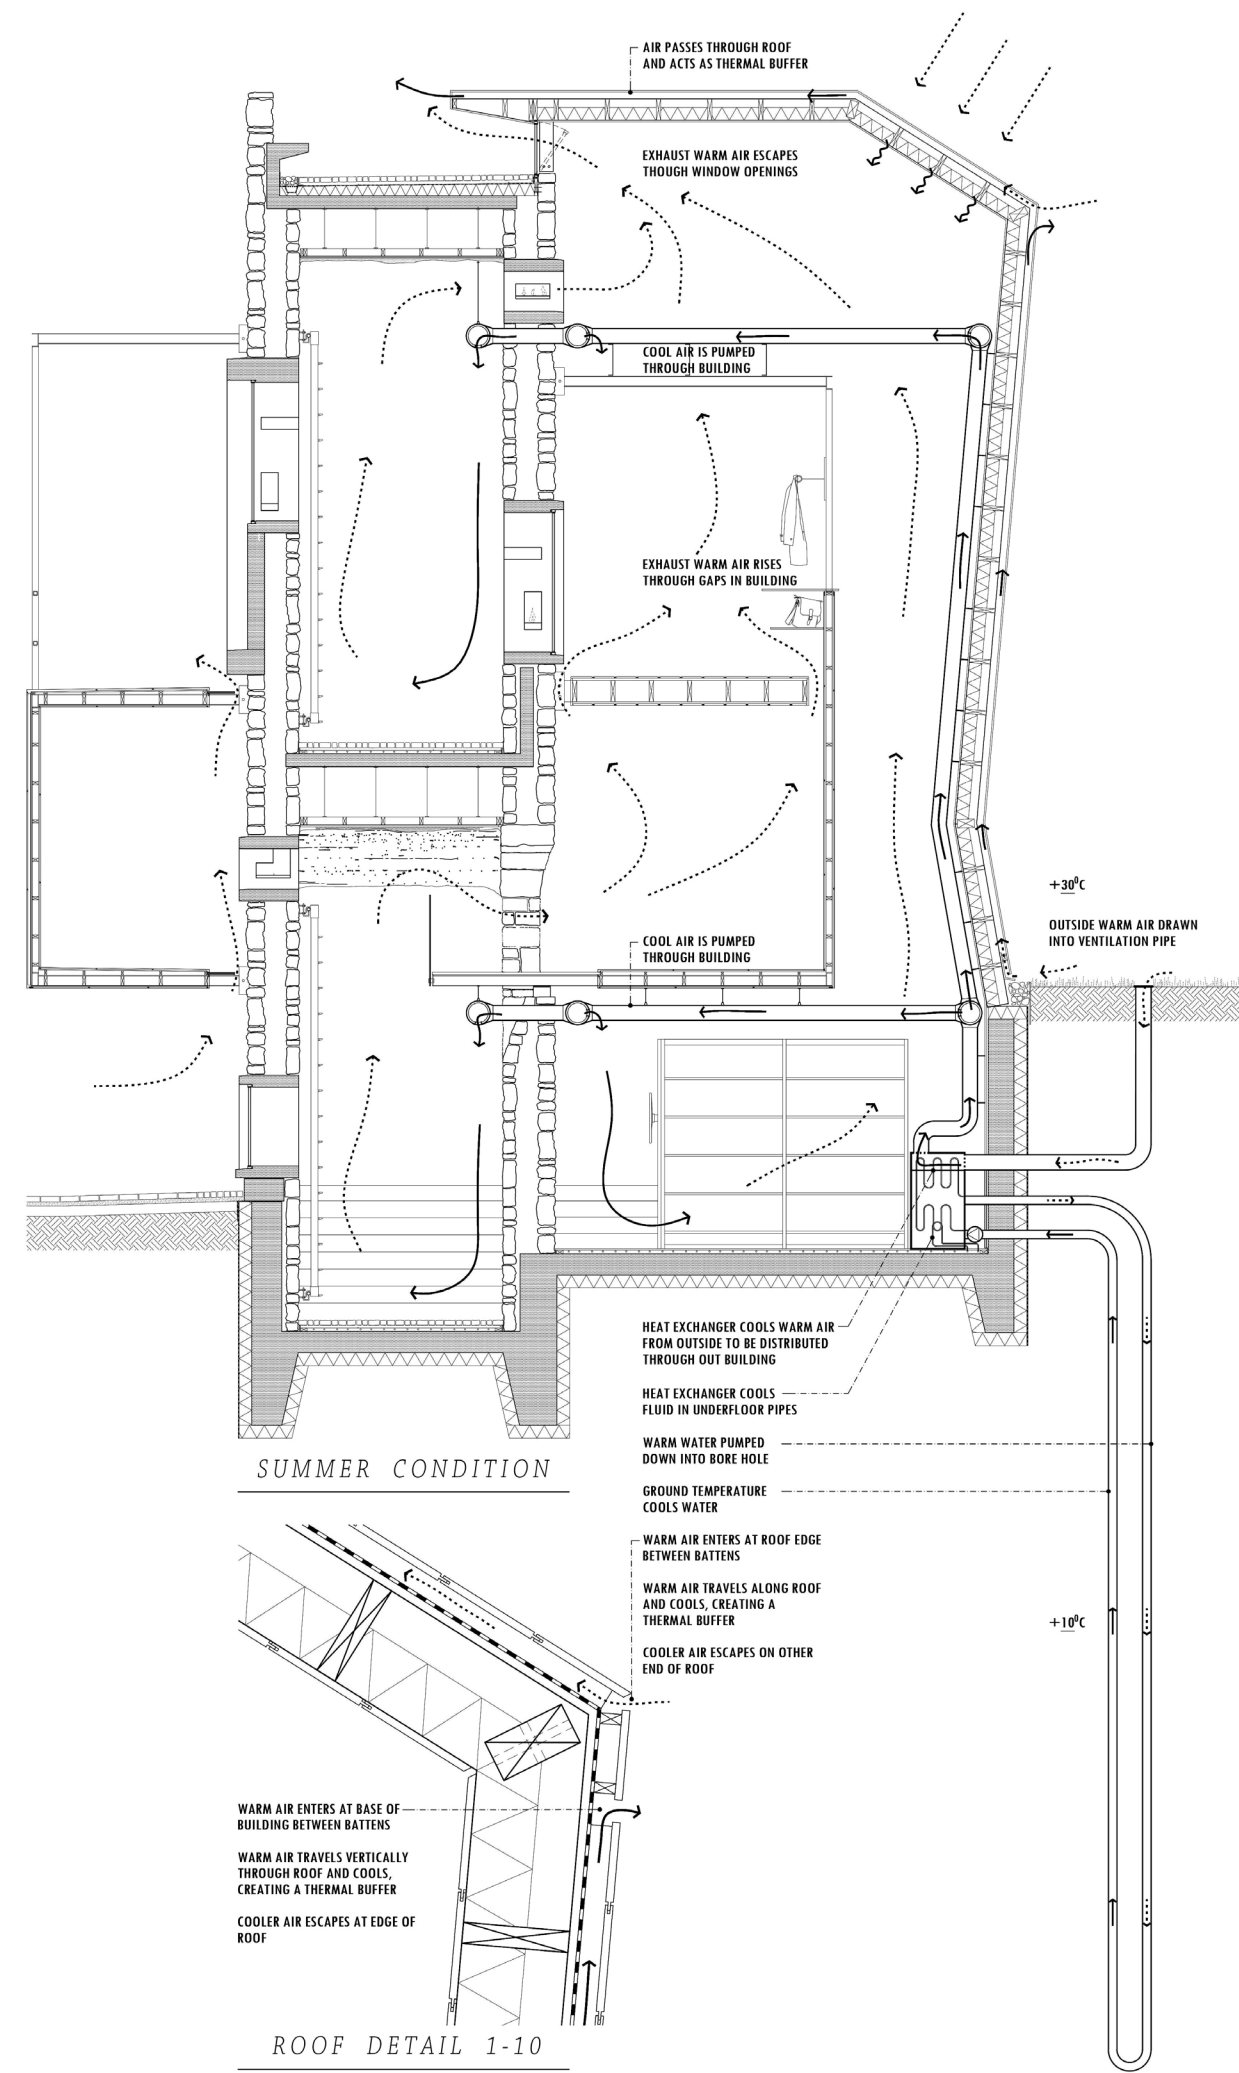 AIR PASSES THROUGH ROOF
AND ACTS AS THERMAL BUFFER
EXHAUST WARM AIR ESCAPES
THOUGH WINDOW OPENINGS
COOL AIR IS PUMPED
THROUGH BUILDING
EXHAUST WARM AIR RISES
THROUGH GAPS IN BUILDING
+30⁰C
OUTSIDE WARM AIR DRAWN
INTO VENTILATION PIPE
COOL AIR IS PUMPED
THROUGH BUILDING
HEAT EXCHANGER COOLS WARM AIR
FROM OUTSIDE TO BE DISTRIBUTED
THROUGH OUT BUILDING
HEAT EXCHANGER COOLS
FLUID IN UNDERFLOOR PIPES
WARM WATER PUMPED
DOWN INTO BORE HOLE
SUMMER CONDITION
GROUND TEMPERATURE
COOLS WATER
WARM AIR ENTERS AT ROOF EDGE
BETWEEN BATTENS
WARM AIR TRAVELS ALONG ROOF
AND COOLS, CREATING A
THERMAL BUFFER
COOLER AIR ESCAPES ON OTHER
END OF ROOF
+10⁰C
WARM AIR ENTERS AT BASE OF
BUILDING BETWEEN BATTENS
WARM AIR TRAVELS VERTICALLY
THROUGH ROOF AND COOLS,
CREATING A THERMAL BUFFER
COOLER AIR ESCAPES AT EDGE OF
ROOF
ROOF DETAIL 1-10